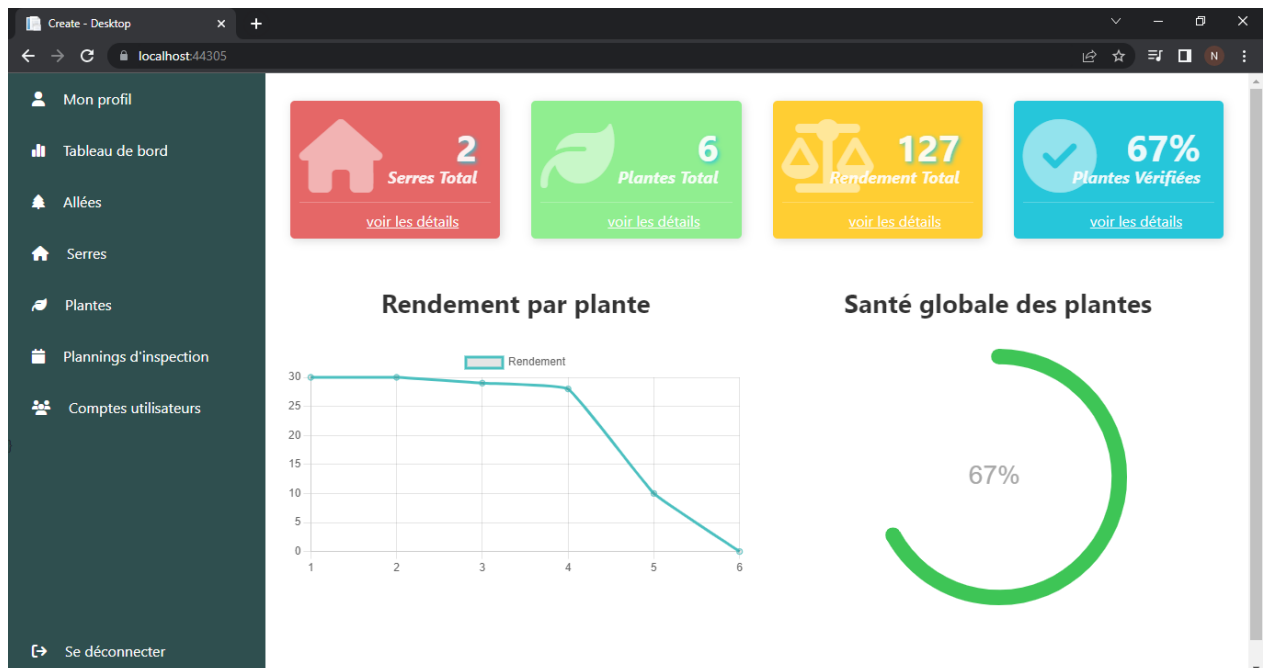 Create - Desktop
localhost:44305
N
Mon profil
Tableau de bord
Allées
Serres
Plantes
Plannings d'inspection
Comptes utilisateurs
}
Se déconnecter
2
Serres Total
voir les détails
6
Plantes Total
voir les détails
127
Rendement Total
voir les détails
67%
Plantes Vérifiées
voir les détails
Rendement par plante
Rendement
30
25
20
15
10
5
0
1 2 3 4 5 6
Santé globale des plantes
67%